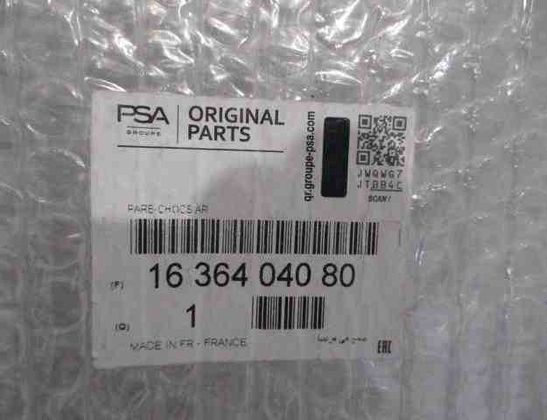 PSA
GROUPE
ORIGINAL
PARTS
qr.groupe-psa.com
JWQWG7
JTBB4C
SCAN!
PARE-CHOCS AR
(P) 16 364 040 80
(Q) 1
MADE IN FR - FRANCE
صنع في فرنسا
EAC